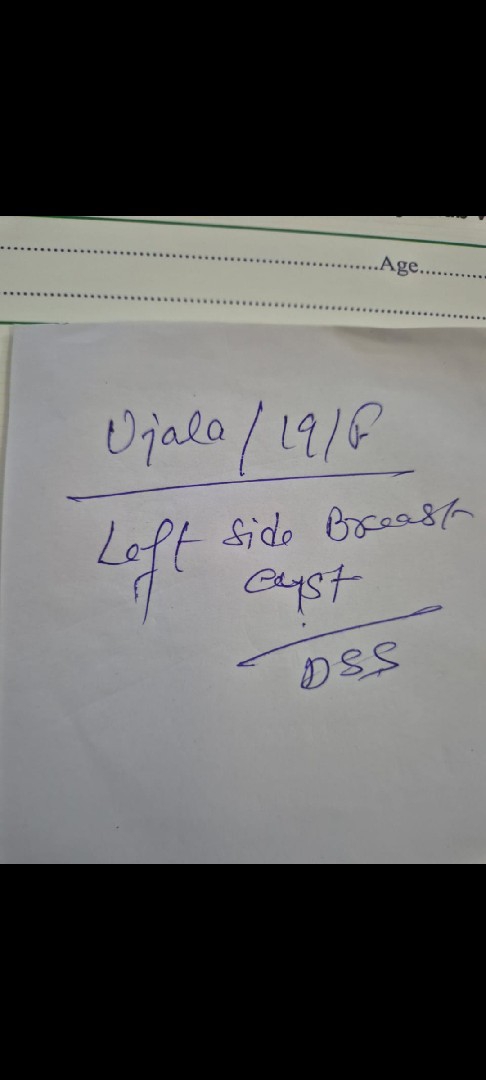 Age
Ujala / 19/F
Left Side Breast
Cyst
DSS